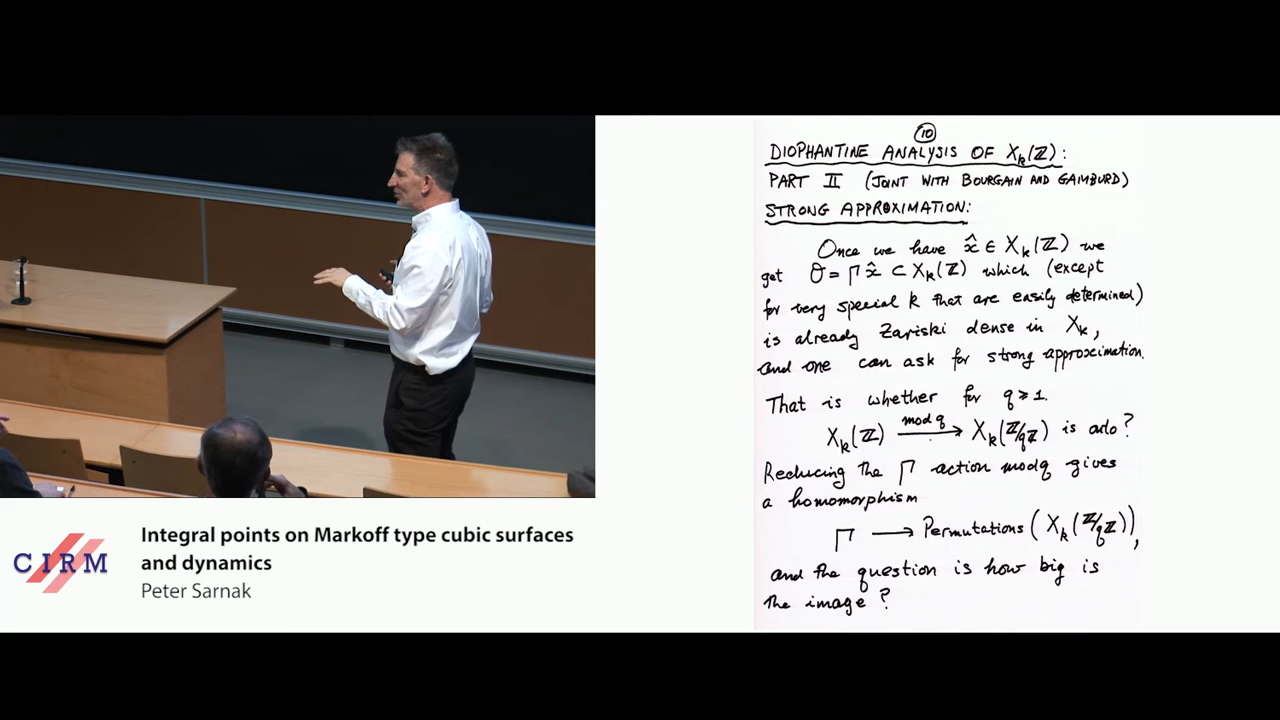 10
DIOPHANTINE ANALYSIS OF Xₖ(ℤ):
PART II (JOINT WITH BOURGAIN AND GAMBURD)
STRONG APPROXIMATION:
Once we have x̂ ∈ Xₖ(ℤ) we
get O = Γ x̂ ⊂ Xₖ(ℤ) which (except
for very special k that are easily determined)
is already Zariski dense in Xₖ,
and one can ask for strong approximation.
That is whether for q ≥ 1.
Xₖ(ℤ) —mod q→ Xₖ(ℤ/qℤ) is onto?
Reducing the Γ action mod q gives
a homomorphism
Γ → Permutations (Xₖ(ℤ/qℤ)),
and the question is how big is
the image?
CIRM
Integral points on Markoff type cubic surfaces
and dynamics
Peter Sarnak